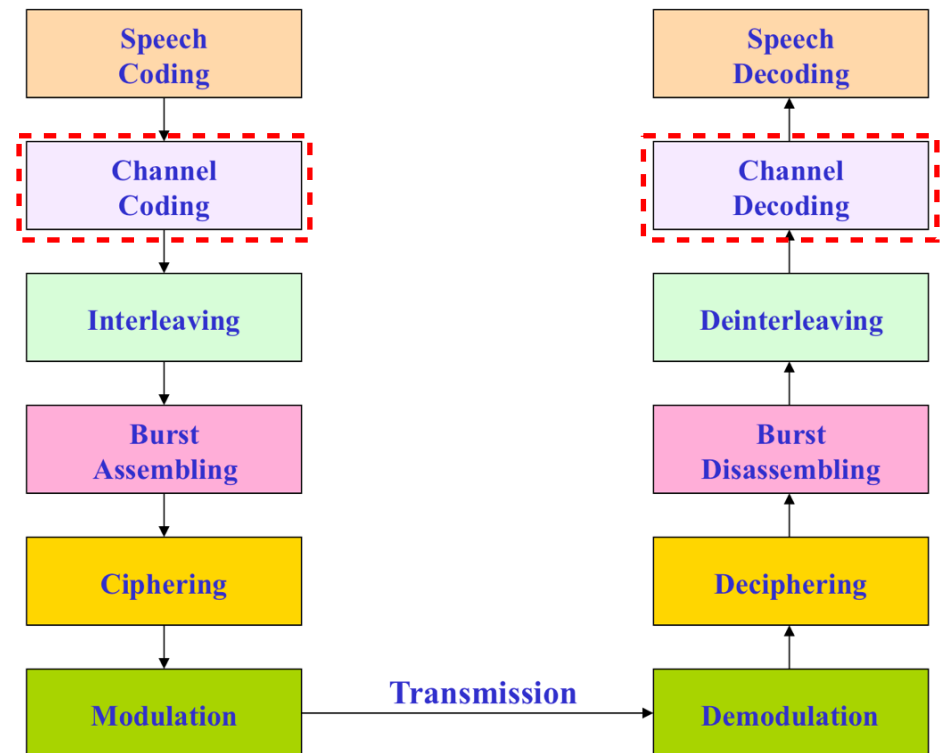 Speech
Coding
Channel
Coding
Interleaving
Burst
Assembling
Ciphering
Modulation
Transmission
Speech
Decoding
Channel
Decoding
Deinterleaving
Burst
Disassembling
Deciphering
Demodulation